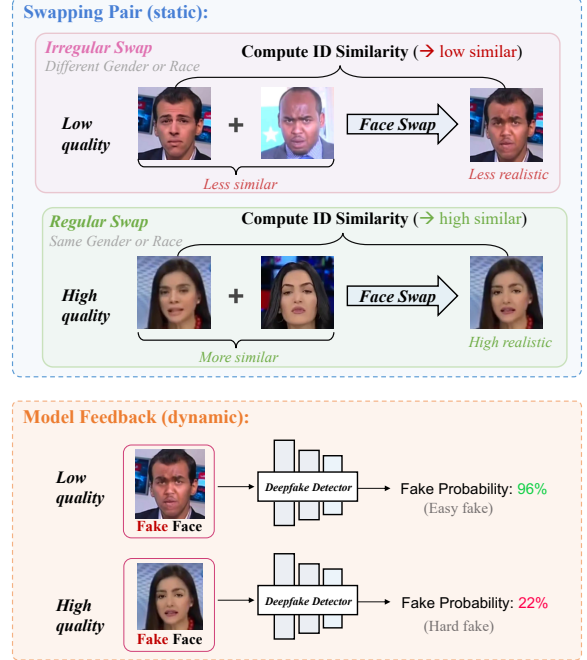 Swapping Pair (static):
Irregular Swap
Different Gender or Race
Compute ID Similarity (→ low similar)
Low
quality
+
Face Swap
Less similar
Less realistic
Regular Swap
Same Gender or Race
Compute ID Similarity (→ high similar)
High
quality
+
Face Swap
More similar
High realistic
Model Feedback (dynamic):
Low
quality
Fake Face
Deepfake Detector
Fake Probability: 96%
(Easy fake)
High
quality
Fake Face
Deepfake Detector
Fake Probability: 22%
(Hard fake)